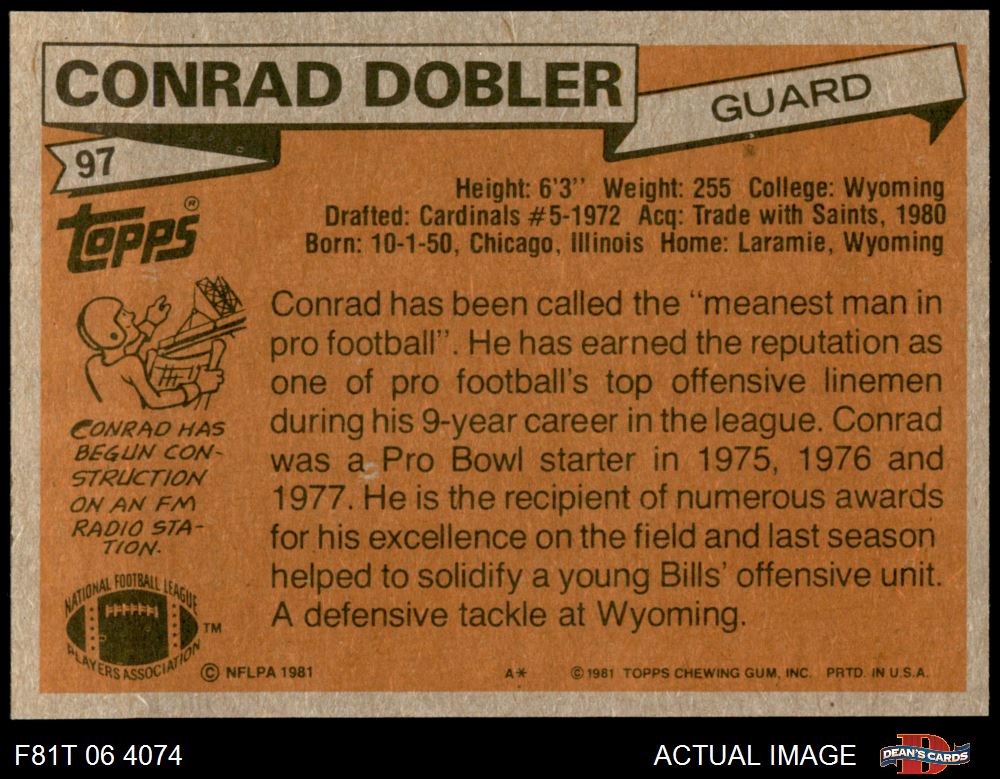 CONRAD DOBLER
GUARD
97
TOPPS®
Height: 6'3'' Weight: 255 College: Wyoming
Drafted: Cardinals #5-1972 Acq: Trade with Saints, 1980
Born: 10-1-50, Chicago, Illinois Home: Laramie, Wyoming
Conrad has been called the "meanest man in
pro football". He has earned the reputation as
one of pro football's top offensive linemen
during his 9-year career in the league. Conrad
was a Pro Bowl starter in 1975, 1976 and
1977. He is the recipient of numerous awards
for his excellence on the field and last season
helped to solidify a young Bills' offensive unit.
A defensive tackle at Wyoming.
CONRAD HAS
BEGUN CON-
STRUCTION
ON AN FM
RADIO STA-
TION.
NATIONAL FOOTBALL LEAGUE
PLAYERS ASSOCIATION
TM
© NFLPA 1981
A*
© 1981 TOPPS CHEWING GUM, INC. PRTD. IN U.S.A.
F81T 06 4074
ACTUAL IMAGE
D
DEAN'S CARDS